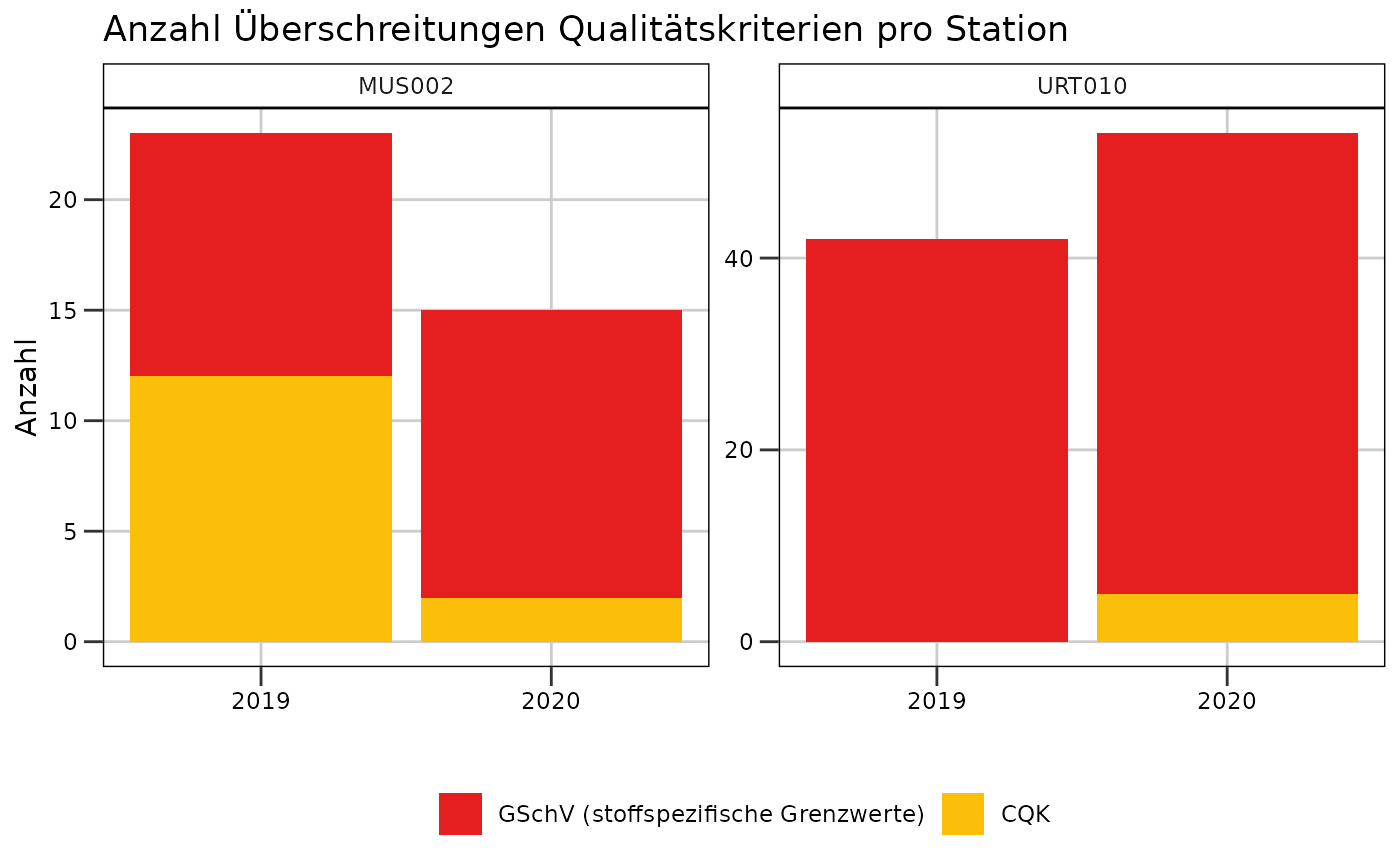 Anzahl Überschreitungen Qualitätskriterien pro Station
MUS002
URT010
Anzahl
20
15
10
5
0
40
20
0
2019
2020
2019
2020
GSchV (stoffspezifische Grenzwerte)
CQK